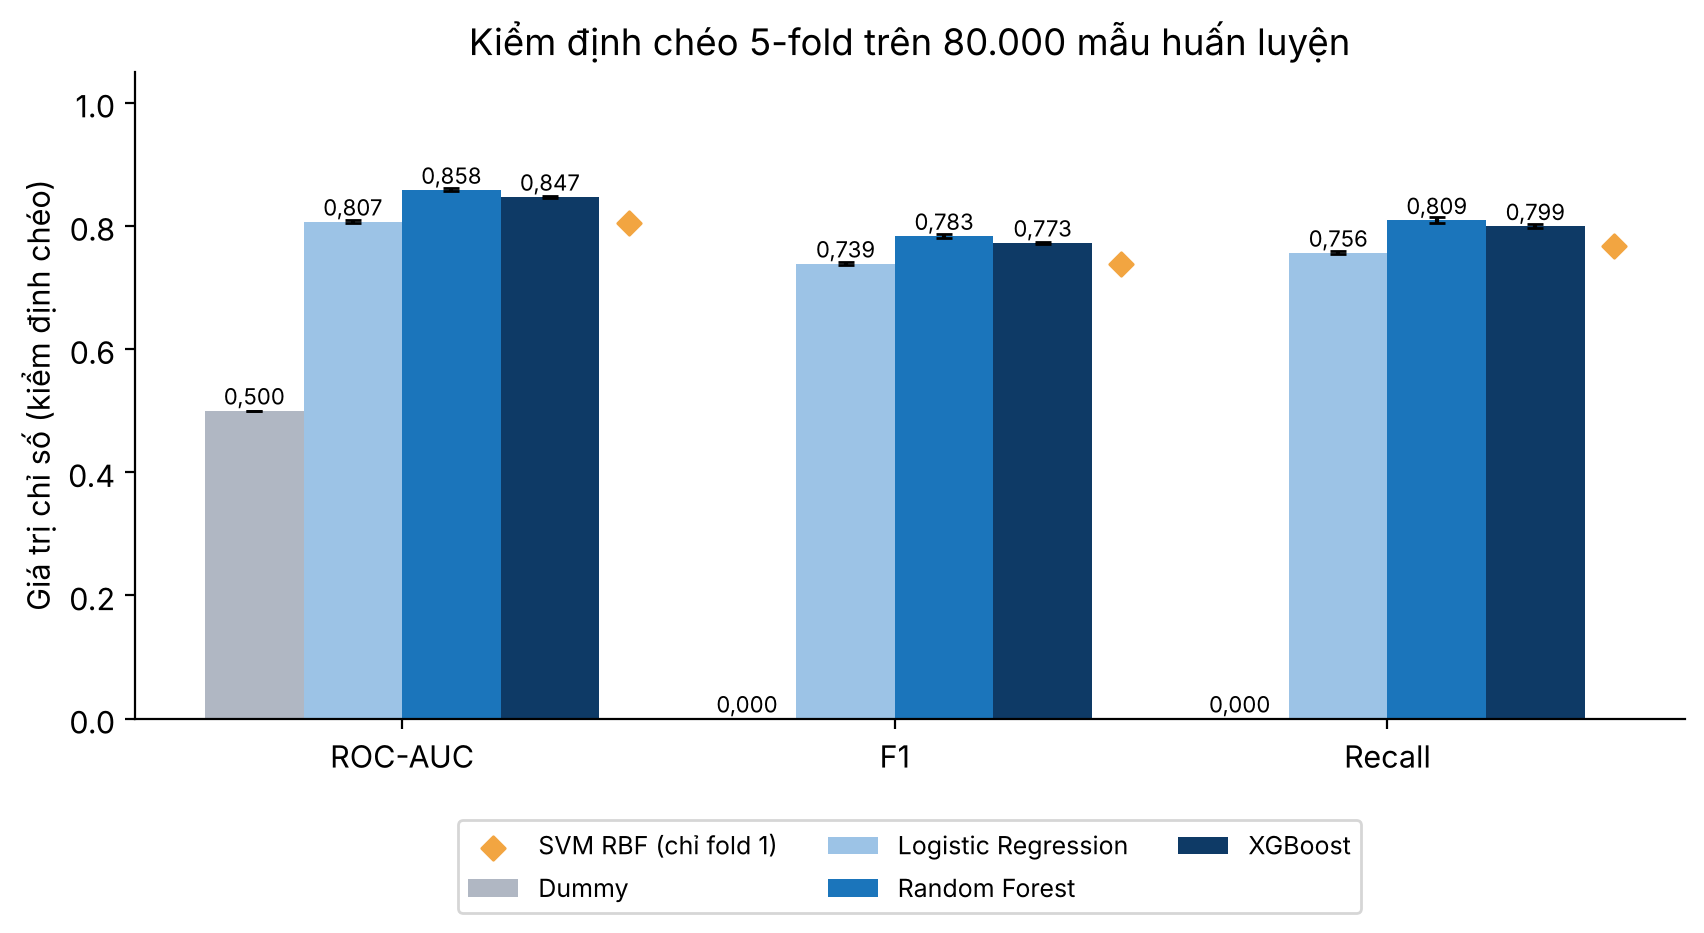 Kiểm định chéo 5-fold trên 80.000 mẫu huấn luyện
Giá trị chỉ số (kiểm định chéo)
1.0
0.8
0.6
0.4
0.2
0.0
0,500
0,807
0,858
0,847
0,000
0,739
0,783
0,773
0,000
0,756
0,809
0,799
ROC-AUC
F1
Recall
SVM RBF (chỉ fold 1)
Dummy
Logistic Regression
Random Forest
XGBoost